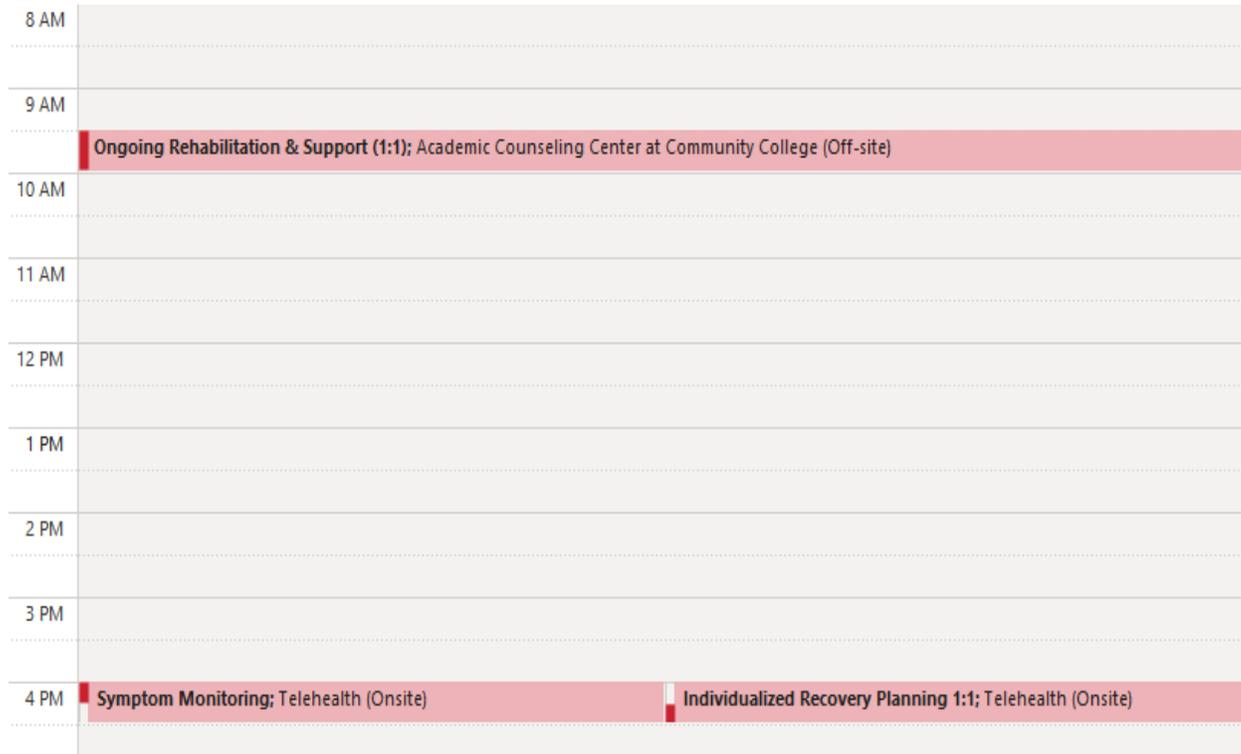 8 AM
9 AM
Ongoing Rehabilitation & Support (1:1); Academic Counseling Center at Community College (Off-site)
10 AM
11 AM
12 PM
1 PM
2 PM
3 PM
4 PM
Symptom Monitoring; Telehealth (Onsite)
Individualized Recovery Planning 1:1; Telehealth (Onsite)